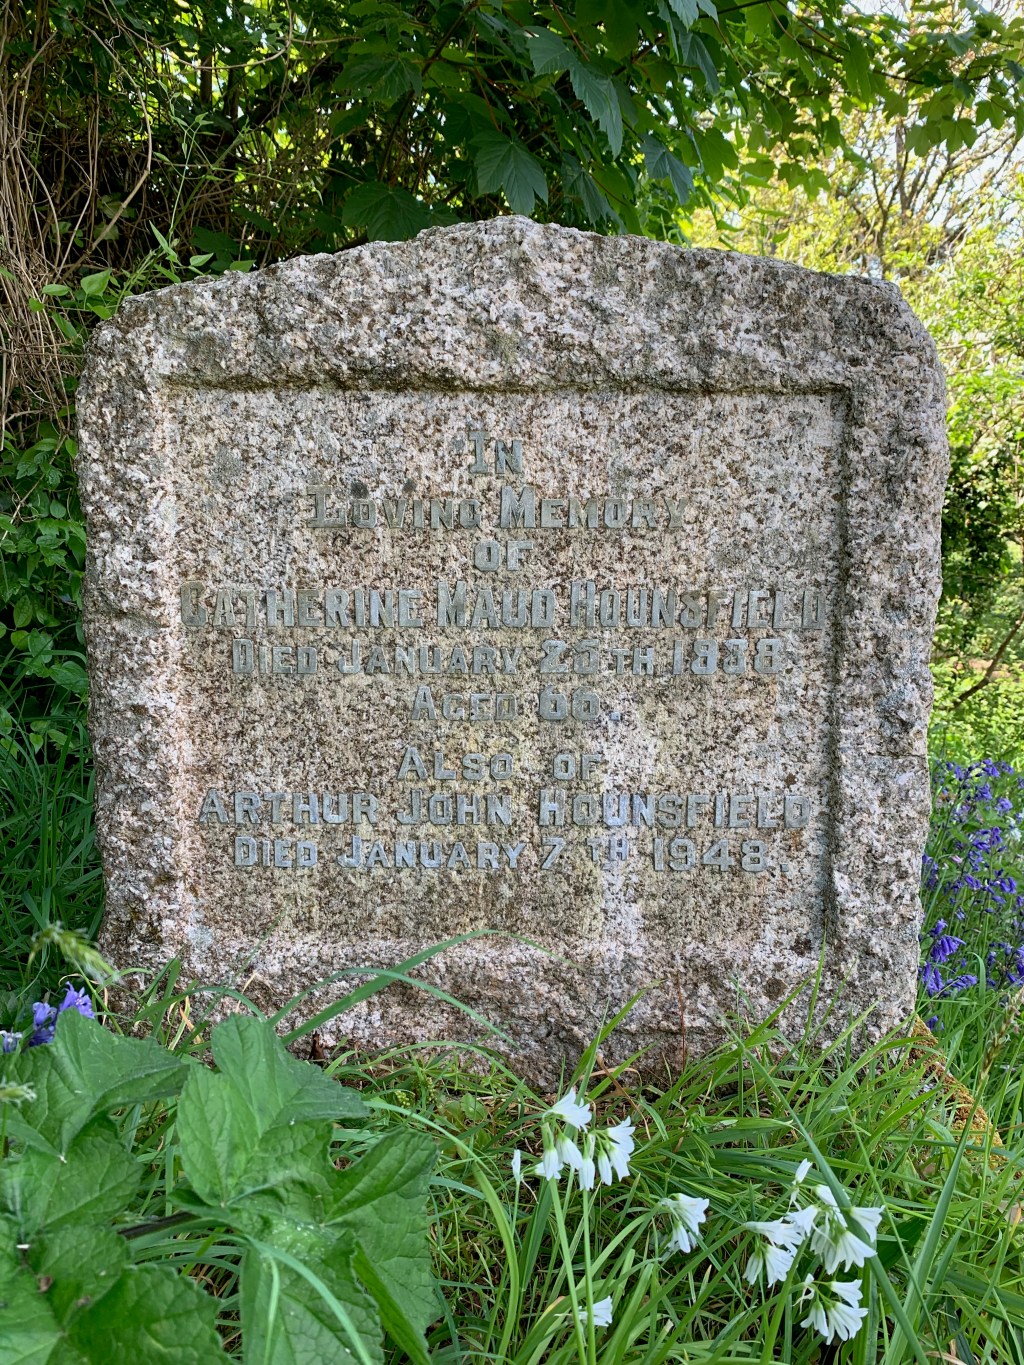 In
Loving Memory
of
Catherine Maud Hounsfield
Died January 25th 1938
Aged 60.
Also of
Arthur John Hounsfield
Died January 7th 1948.